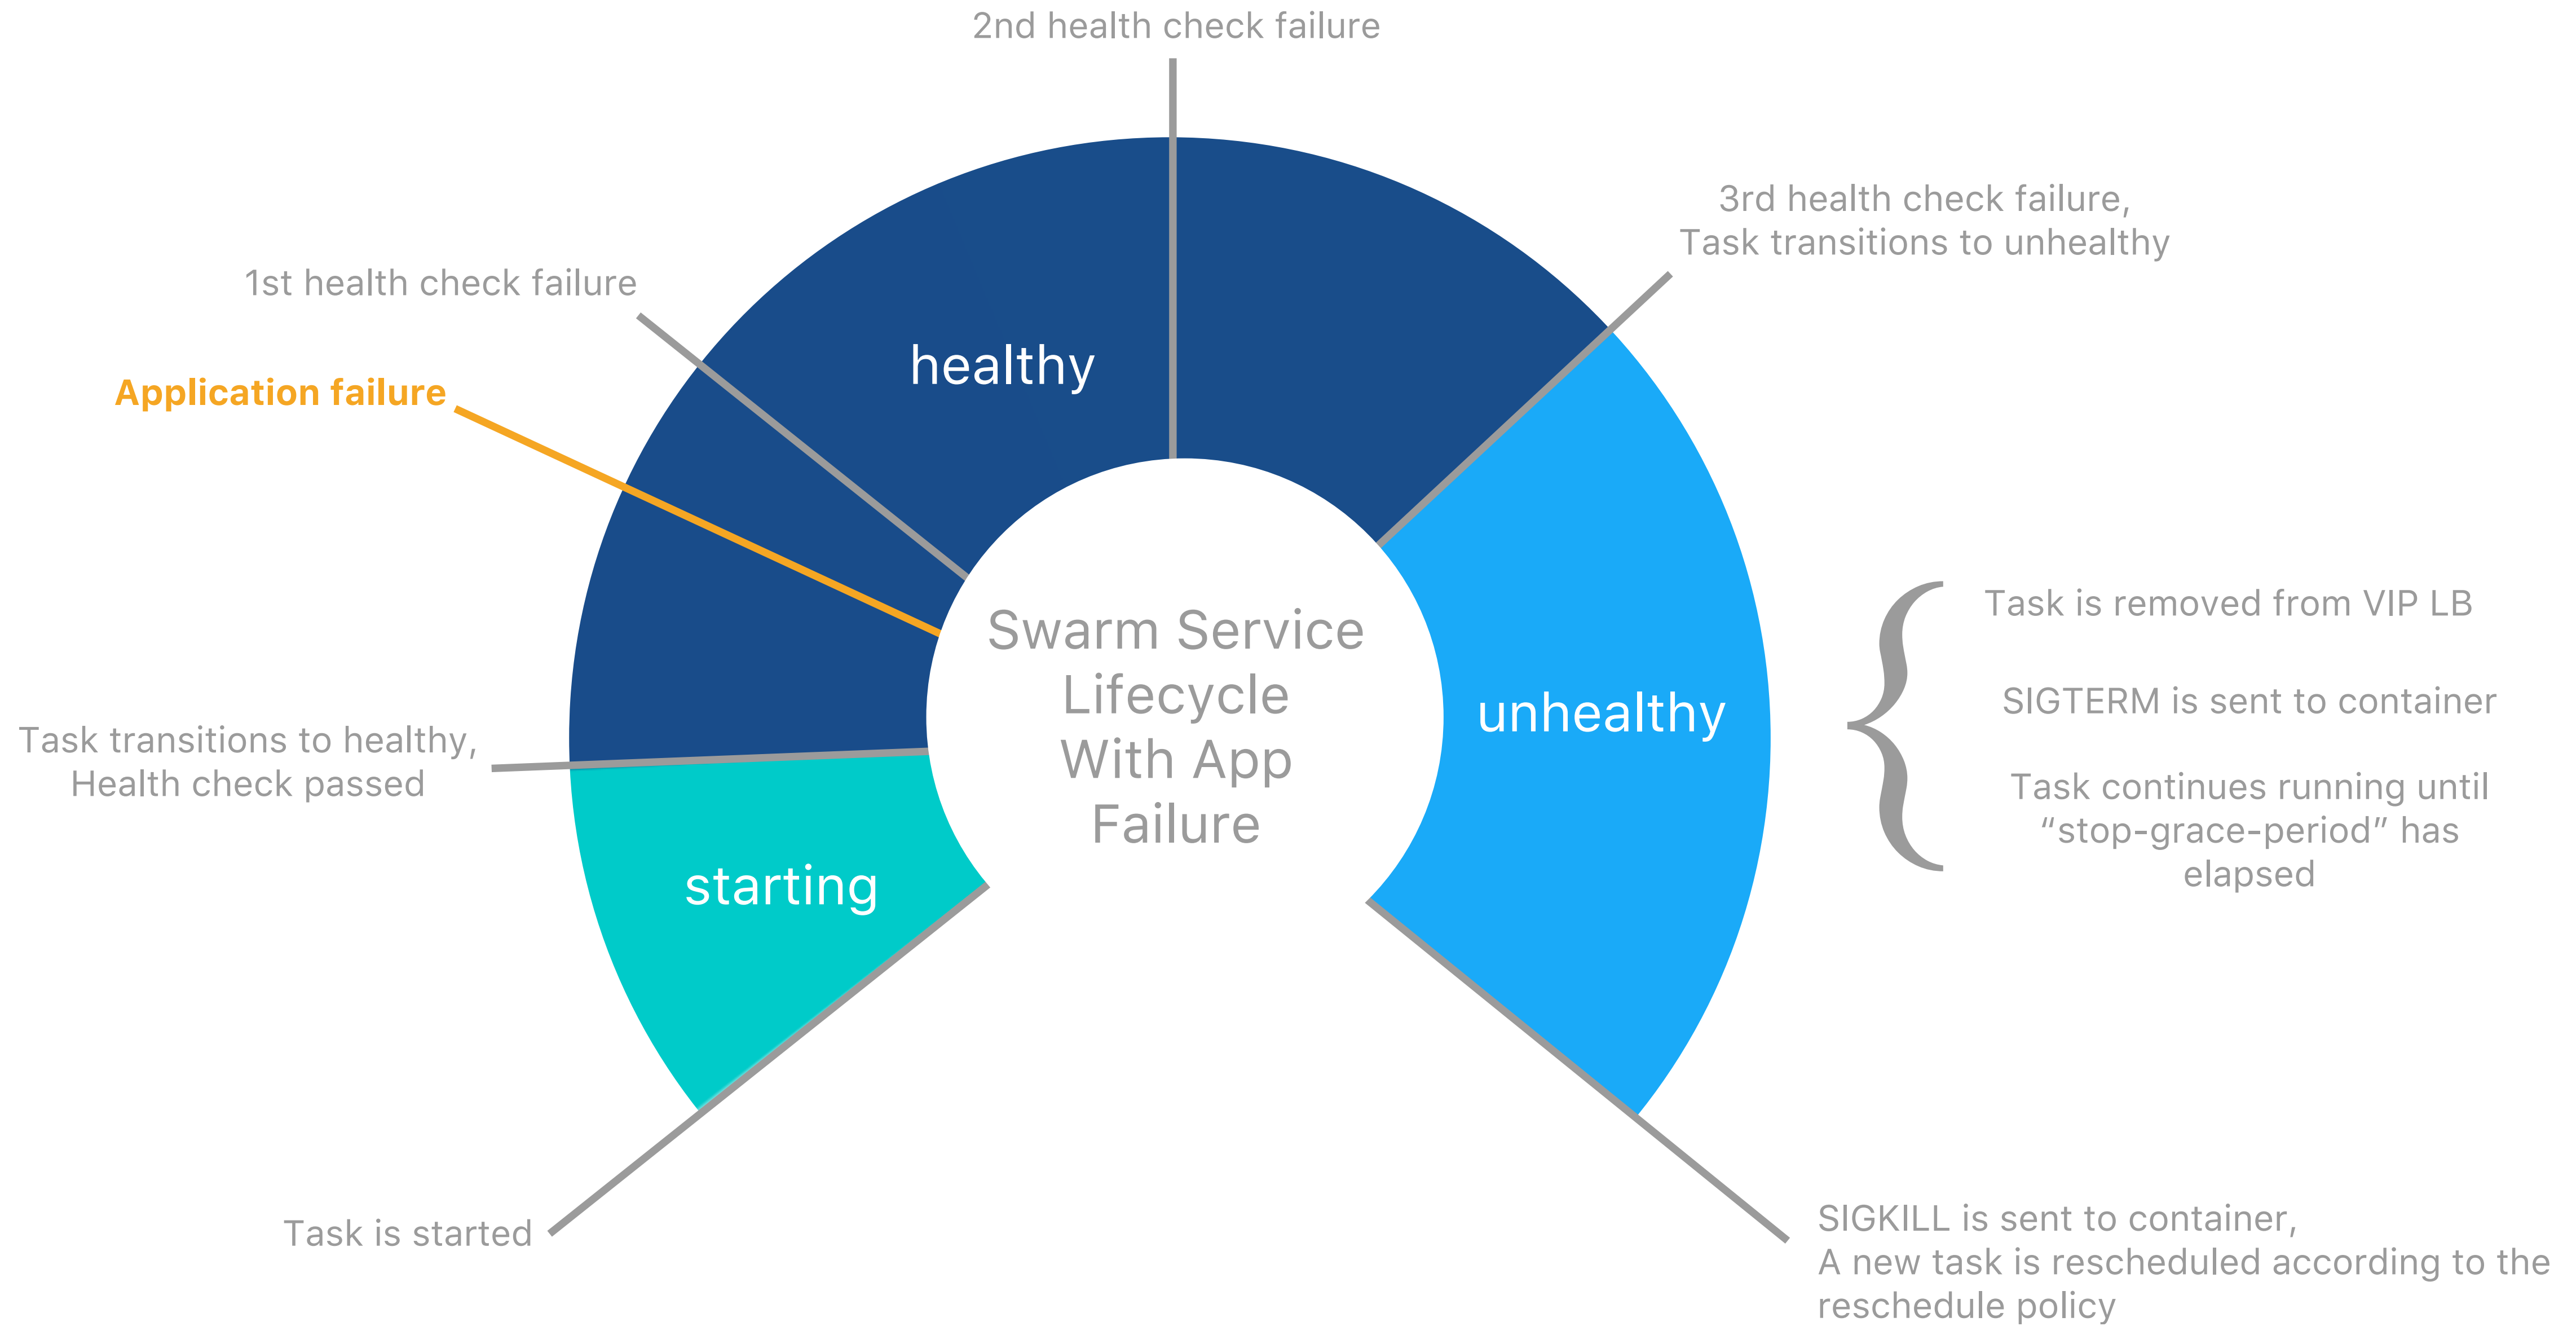 2nd health check failure
3rd health check failure,
Task transitions to unhealthy
1st health check failure
healthy
Application failure
Swarm Service
Lifecycle
With App
Failure
unhealthy
Task is removed from VIP LB
SIGTERM is sent to container
Task continues running until
“stop-grace-period” has
elapsed
Task transitions to healthy,
Health check passed
starting
Task is started
SIGKILL is sent to container,
A new task is rescheduled according to the
reschedule policy